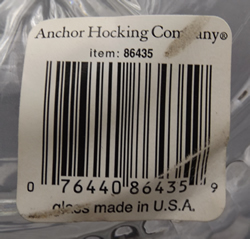 Anchor Hocking Company®
item: 86435
0 76440 86435 9
glass made in U.S.A.